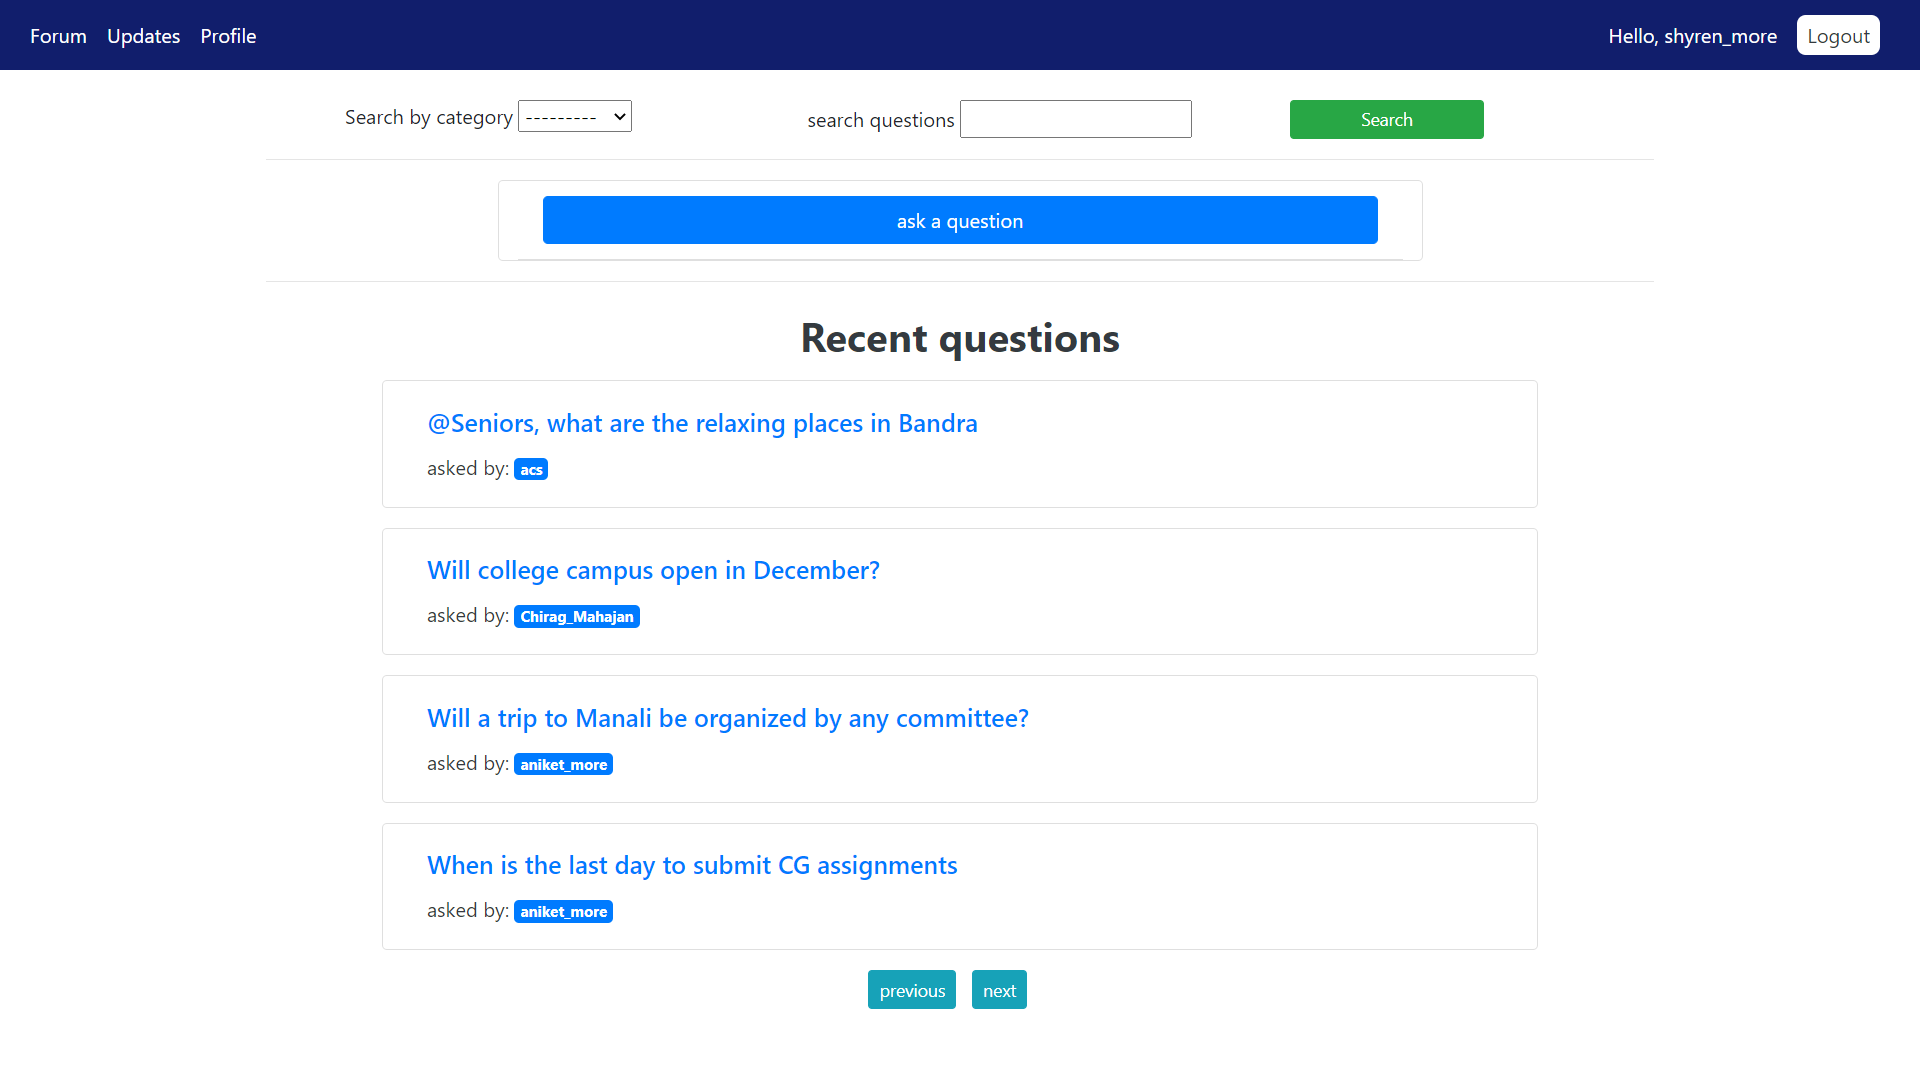 Forum Updates Profile Hello, shyren_more Logout
Search by category --------- search questions Search
ask a question
Recent questions
@Seniors, what are the relaxing places in Bandra
asked by: acs
Will college campus open in December?
asked by: Chirag_Mahajan
Will a trip to Manali be organized by any committee?
asked by: aniket_more
When is the last day to submit CG assignments
asked by: aniket_more
previous next